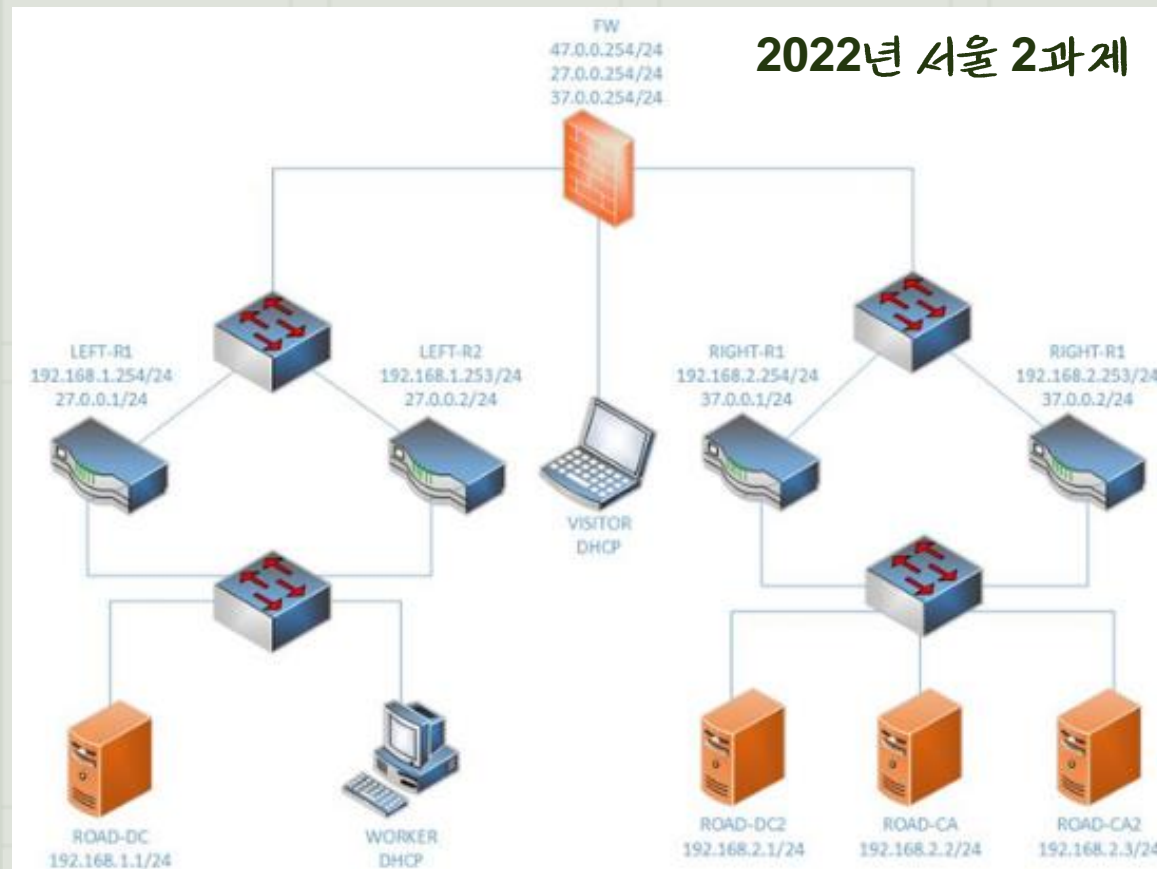 FW
47.0.0.254/24
27.0.0.254/24
37.0.0.254/24
2022년 서울 2과제
LEFT-R1
192.168.1.254/24
27.0.0.1/24
LEFT-R2
192.168.1.253/24
27.0.0.2/24
RIGHT-R1
192.168.2.254/24
37.0.0.1/24
RIGHT-R1
192.168.2.253/24
37.0.0.2/24
VISITOR
DHCP
ROAD-DC
192.168.1.1/24
WORKER
DHCP
ROAD-DC2
192.168.2.1/24
ROAD-CA
192.168.2.2/24
ROAD-CA2
192.168.2.3/24